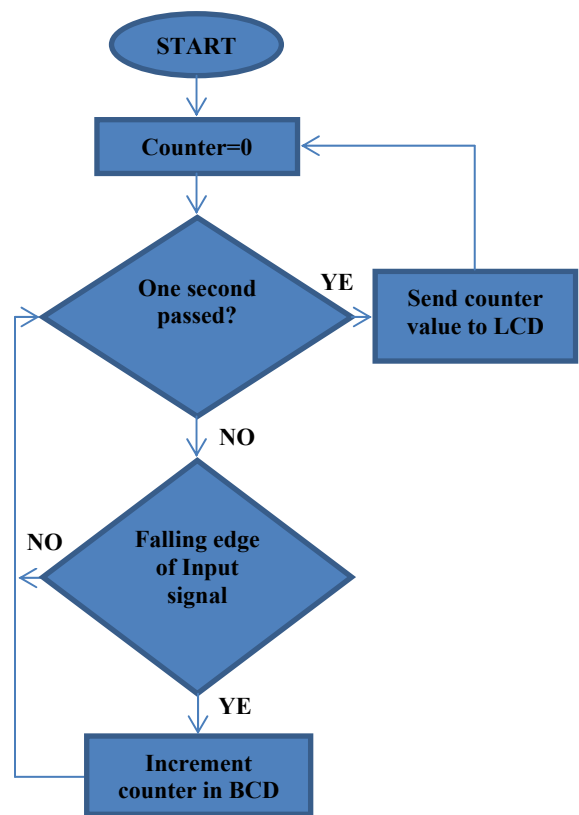 START
Counter=0
One second
passed?
YE
Send counter
value to LCD
NO
Falling edge
of Input
signal
NO
YE
Increment
counter in BCD